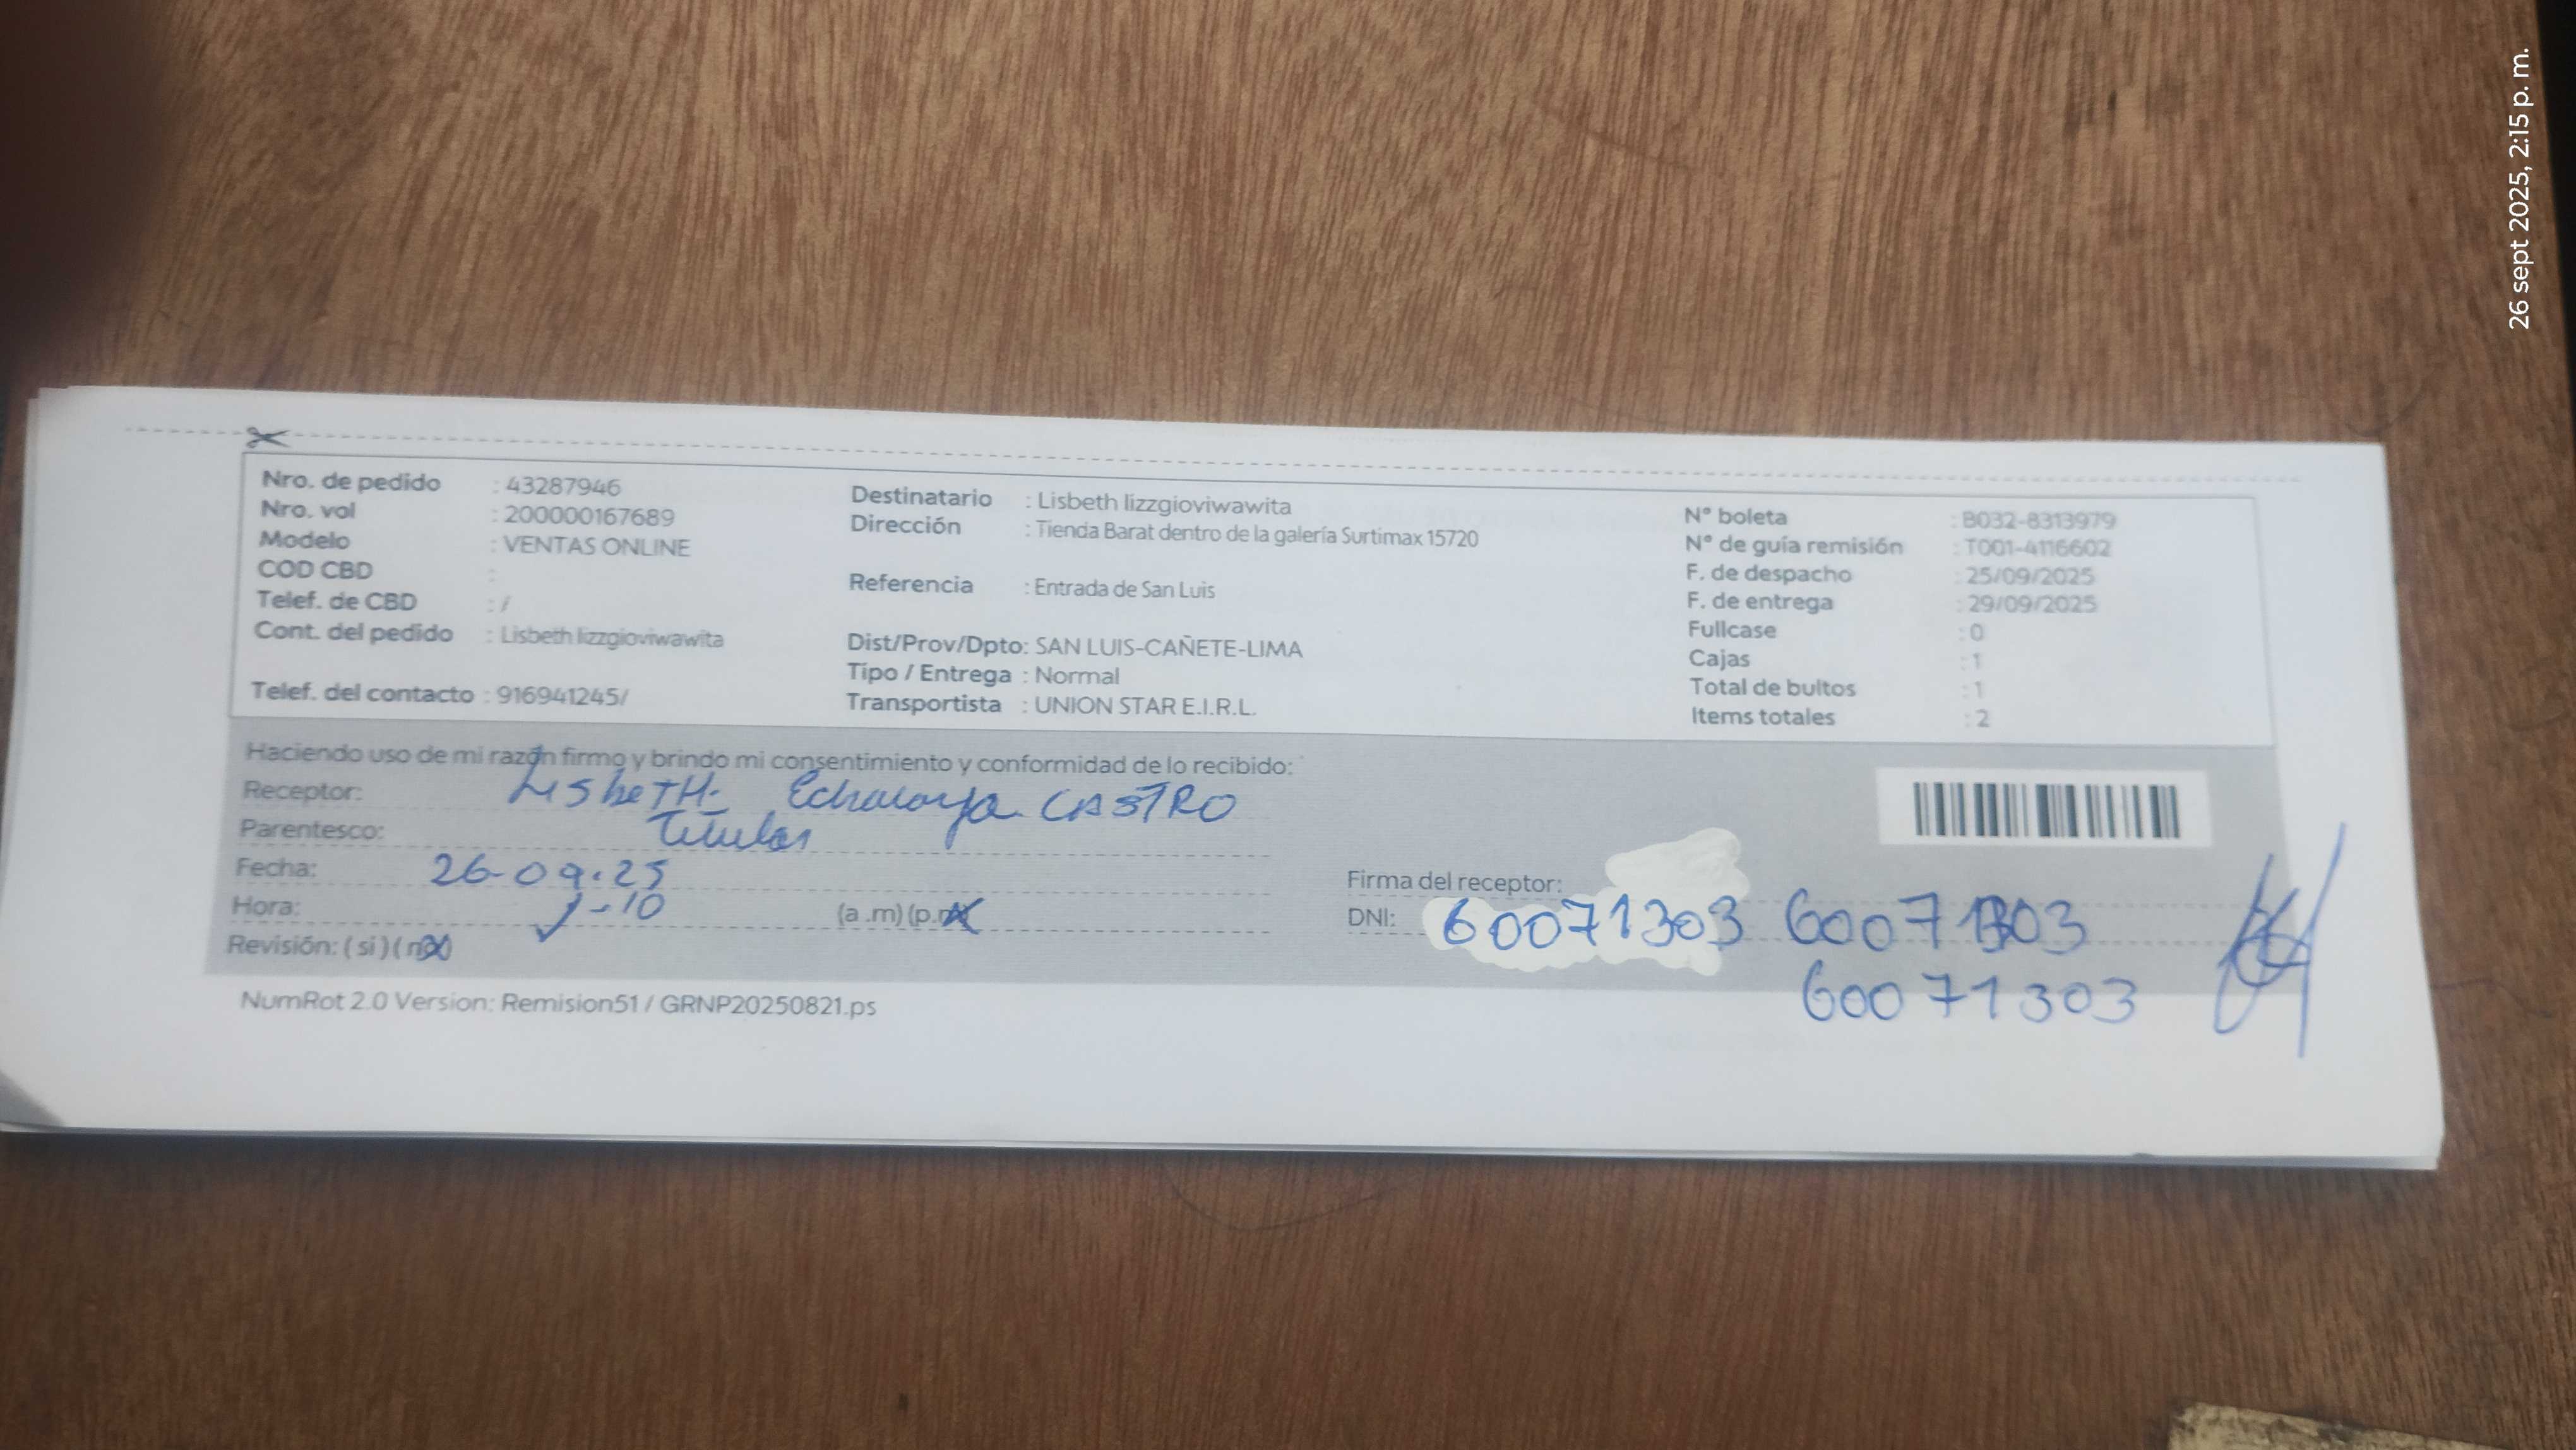 26 sept 2025, 2:15 p. m.
Nro. de pedido : 43287946
Nro. vol : 200000167689
Modelo : VENTAS ONLINE
COD CBD :
Telef. de CBD : /
Cont. del pedido : Lisbeth lizzgioviwawita
Telef. del contacto : 916941245/
Destinatario : Lisbeth lizzgioviwawita
Dirección : Tienda Barat dentro de la galería Surtimax 15720
Referencia : Entrada de San Luis
Dist/Prov/Dpto: SAN LUIS-CAÑETE-LIMA
Tipo / Entrega : Normal
Transportista : UNION STAR E.I.R.L.
N° boleta : B032-8313979
N° de guía remisión : T001-4116602
F. de despacho : 25/09/2025
F. de entrega : 29/09/2025
Fullcase : 0
Cajas : 1
Total de bultos : 1
Items totales : 2
Haciendo uso de mi razón firmo y brindo mi consentimiento y conformidad de lo recibido:
Receptor: LisbeTH. CASTRO
Parentesco: Titular
Fecha: 26-09-25
Hora: 1-10 (a .m) (p.m)
Revisión: ( si ) ( no)
Firma del receptor:
DNI: 60071303 60071303
60071303
NumRot 2.0 Version: Remision51 / GRNP20250821.ps